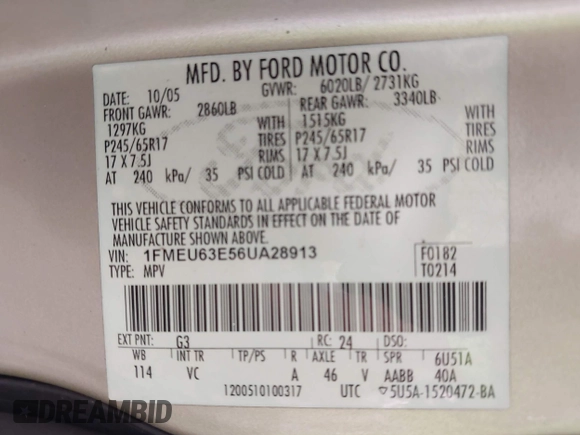 MFD. BY FORD MOTOR CO.
DATE: 10/05 GVWR: 6020LB/ 2731KG
FRONT GAWR: 2860LB REAR GAWR: 3340LB
1297KG WITH 1515KG WITH
P245/65R17 TIRES P245/65R17 TIRES
17 X 7.5J RIMS 17 X 7.5J RIMS
AT 240 kPa/ 35 PSI COLD AT 240 kPa/ 35 PSI COLD
THIS VEHICLE CONFORMS TO ALL APPLICABLE FEDERAL MOTOR
VEHICLE SAFETY STANDARDS IN EFFECT ON THE DATE OF
MANUFACTURE SHOWN ABOVE.
VIN: 1FMEU63E56UA28913 F0182
TYPE: MPV T0214
EXT PNT: G3 RC: 24 DSO:
WB INT TR TP/PS R AXLE TR SPR 6U51A
114 VC A 46 V AABB 40A
1200510100317 UTC 5U5A-1520472-BA
DREAMBID